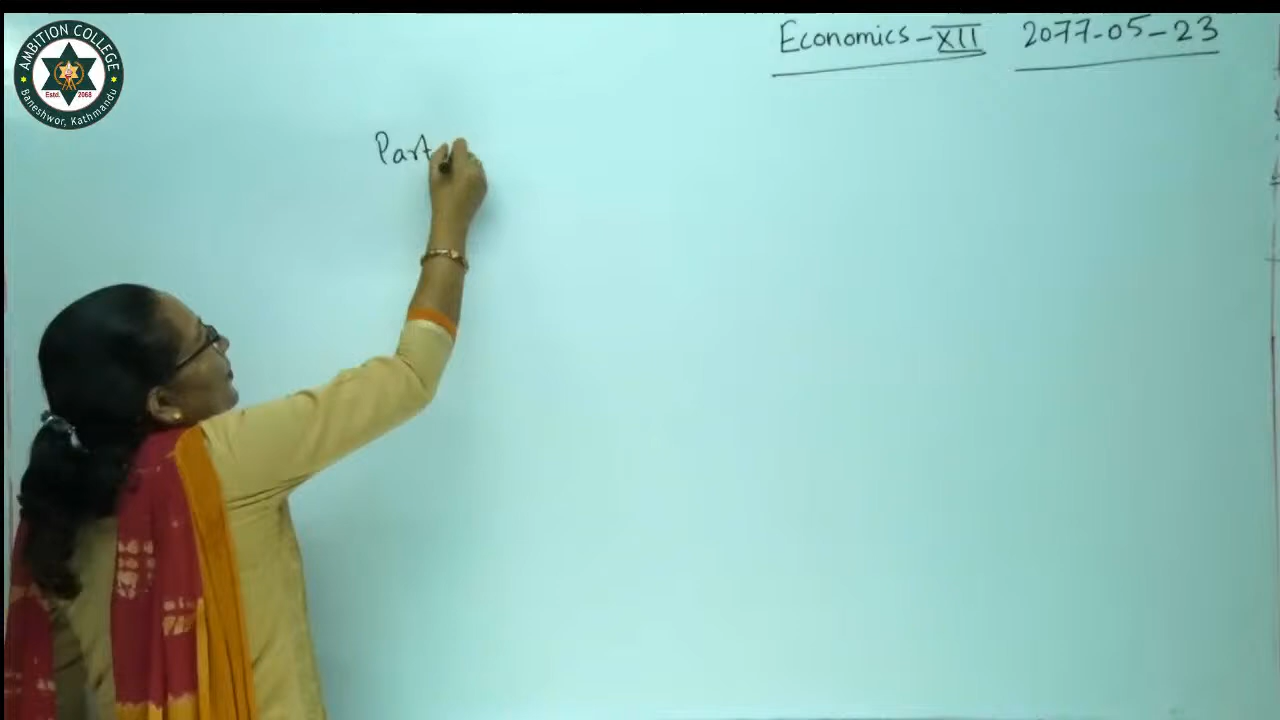 AMBITION COLLEGE
Estd. 2068
Baneshwor, Kathmandu
Economics - XII 2077-05-23
Part